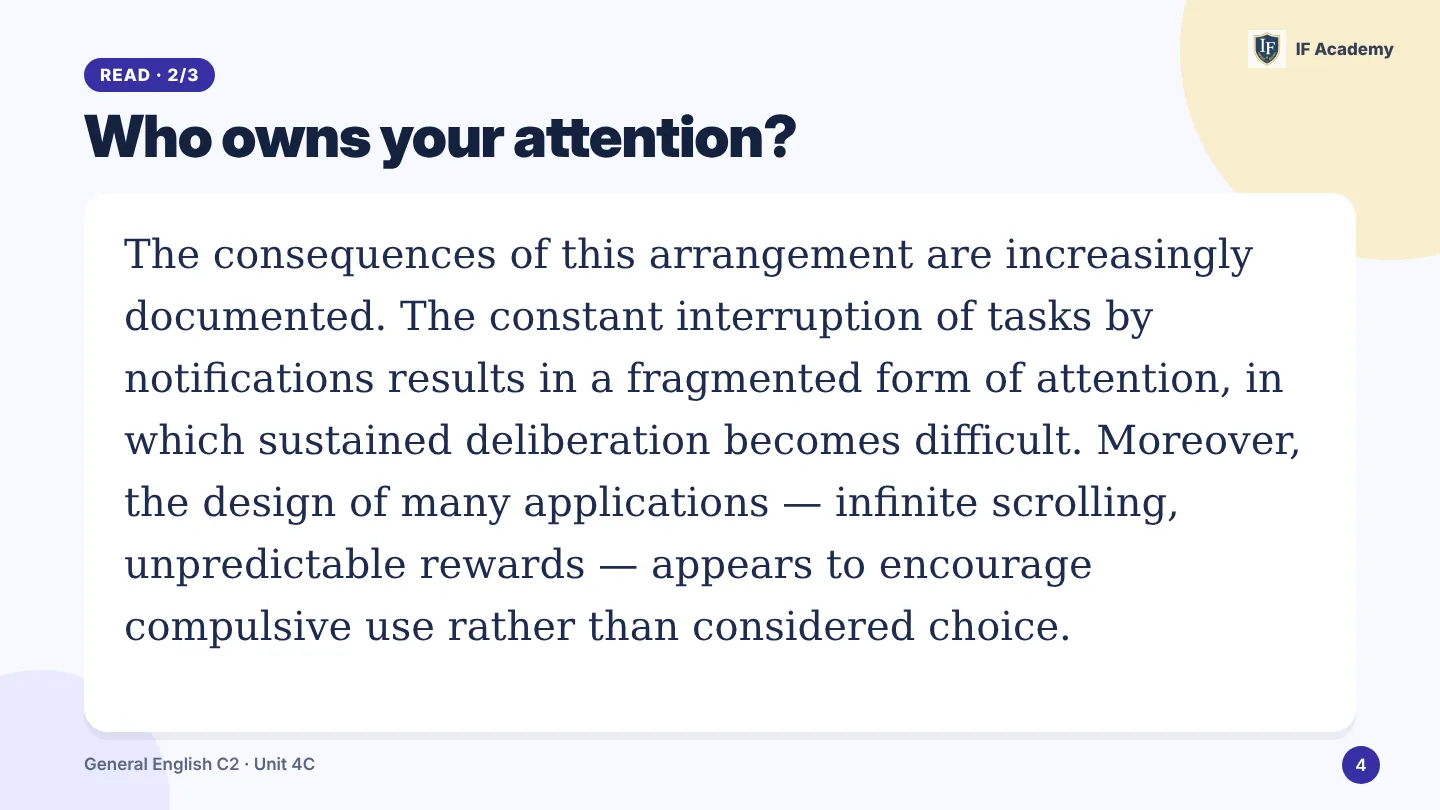 IF Academy
READ · 2/3
Who owns your attention?
The consequences of this arrangement are increasingly
documented. The constant interruption of tasks by
notifications results in a fragmented form of attention, in
which sustained deliberation becomes difficult. Moreover,
the design of many applications — infinite scrolling,
unpredictable rewards — appears to encourage
compulsive use rather than considered choice.
General English C2 · Unit 4C
4